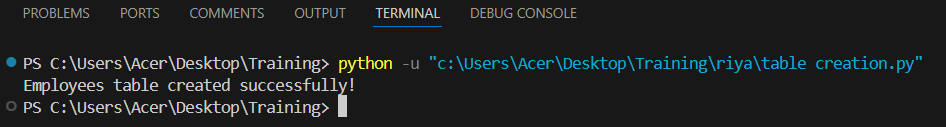 PROBLEMS PORTS COMMENTS OUTPUT TERMINAL DEBUG CONSOLE
PS C:\Users\Acer\Desktop\Training> python -u "c:\Users\Acer\Desktop\Training\riya\table creation.py"
Employees table created successfully!
PS C:\Users\Acer\Desktop\Training>